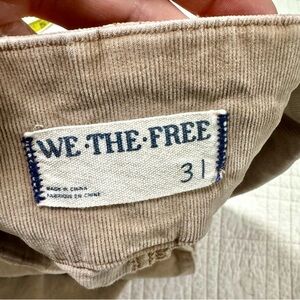 WE·THE·FREE
31
MADE IN CHINA
FABRIQUÉ EN CHINE